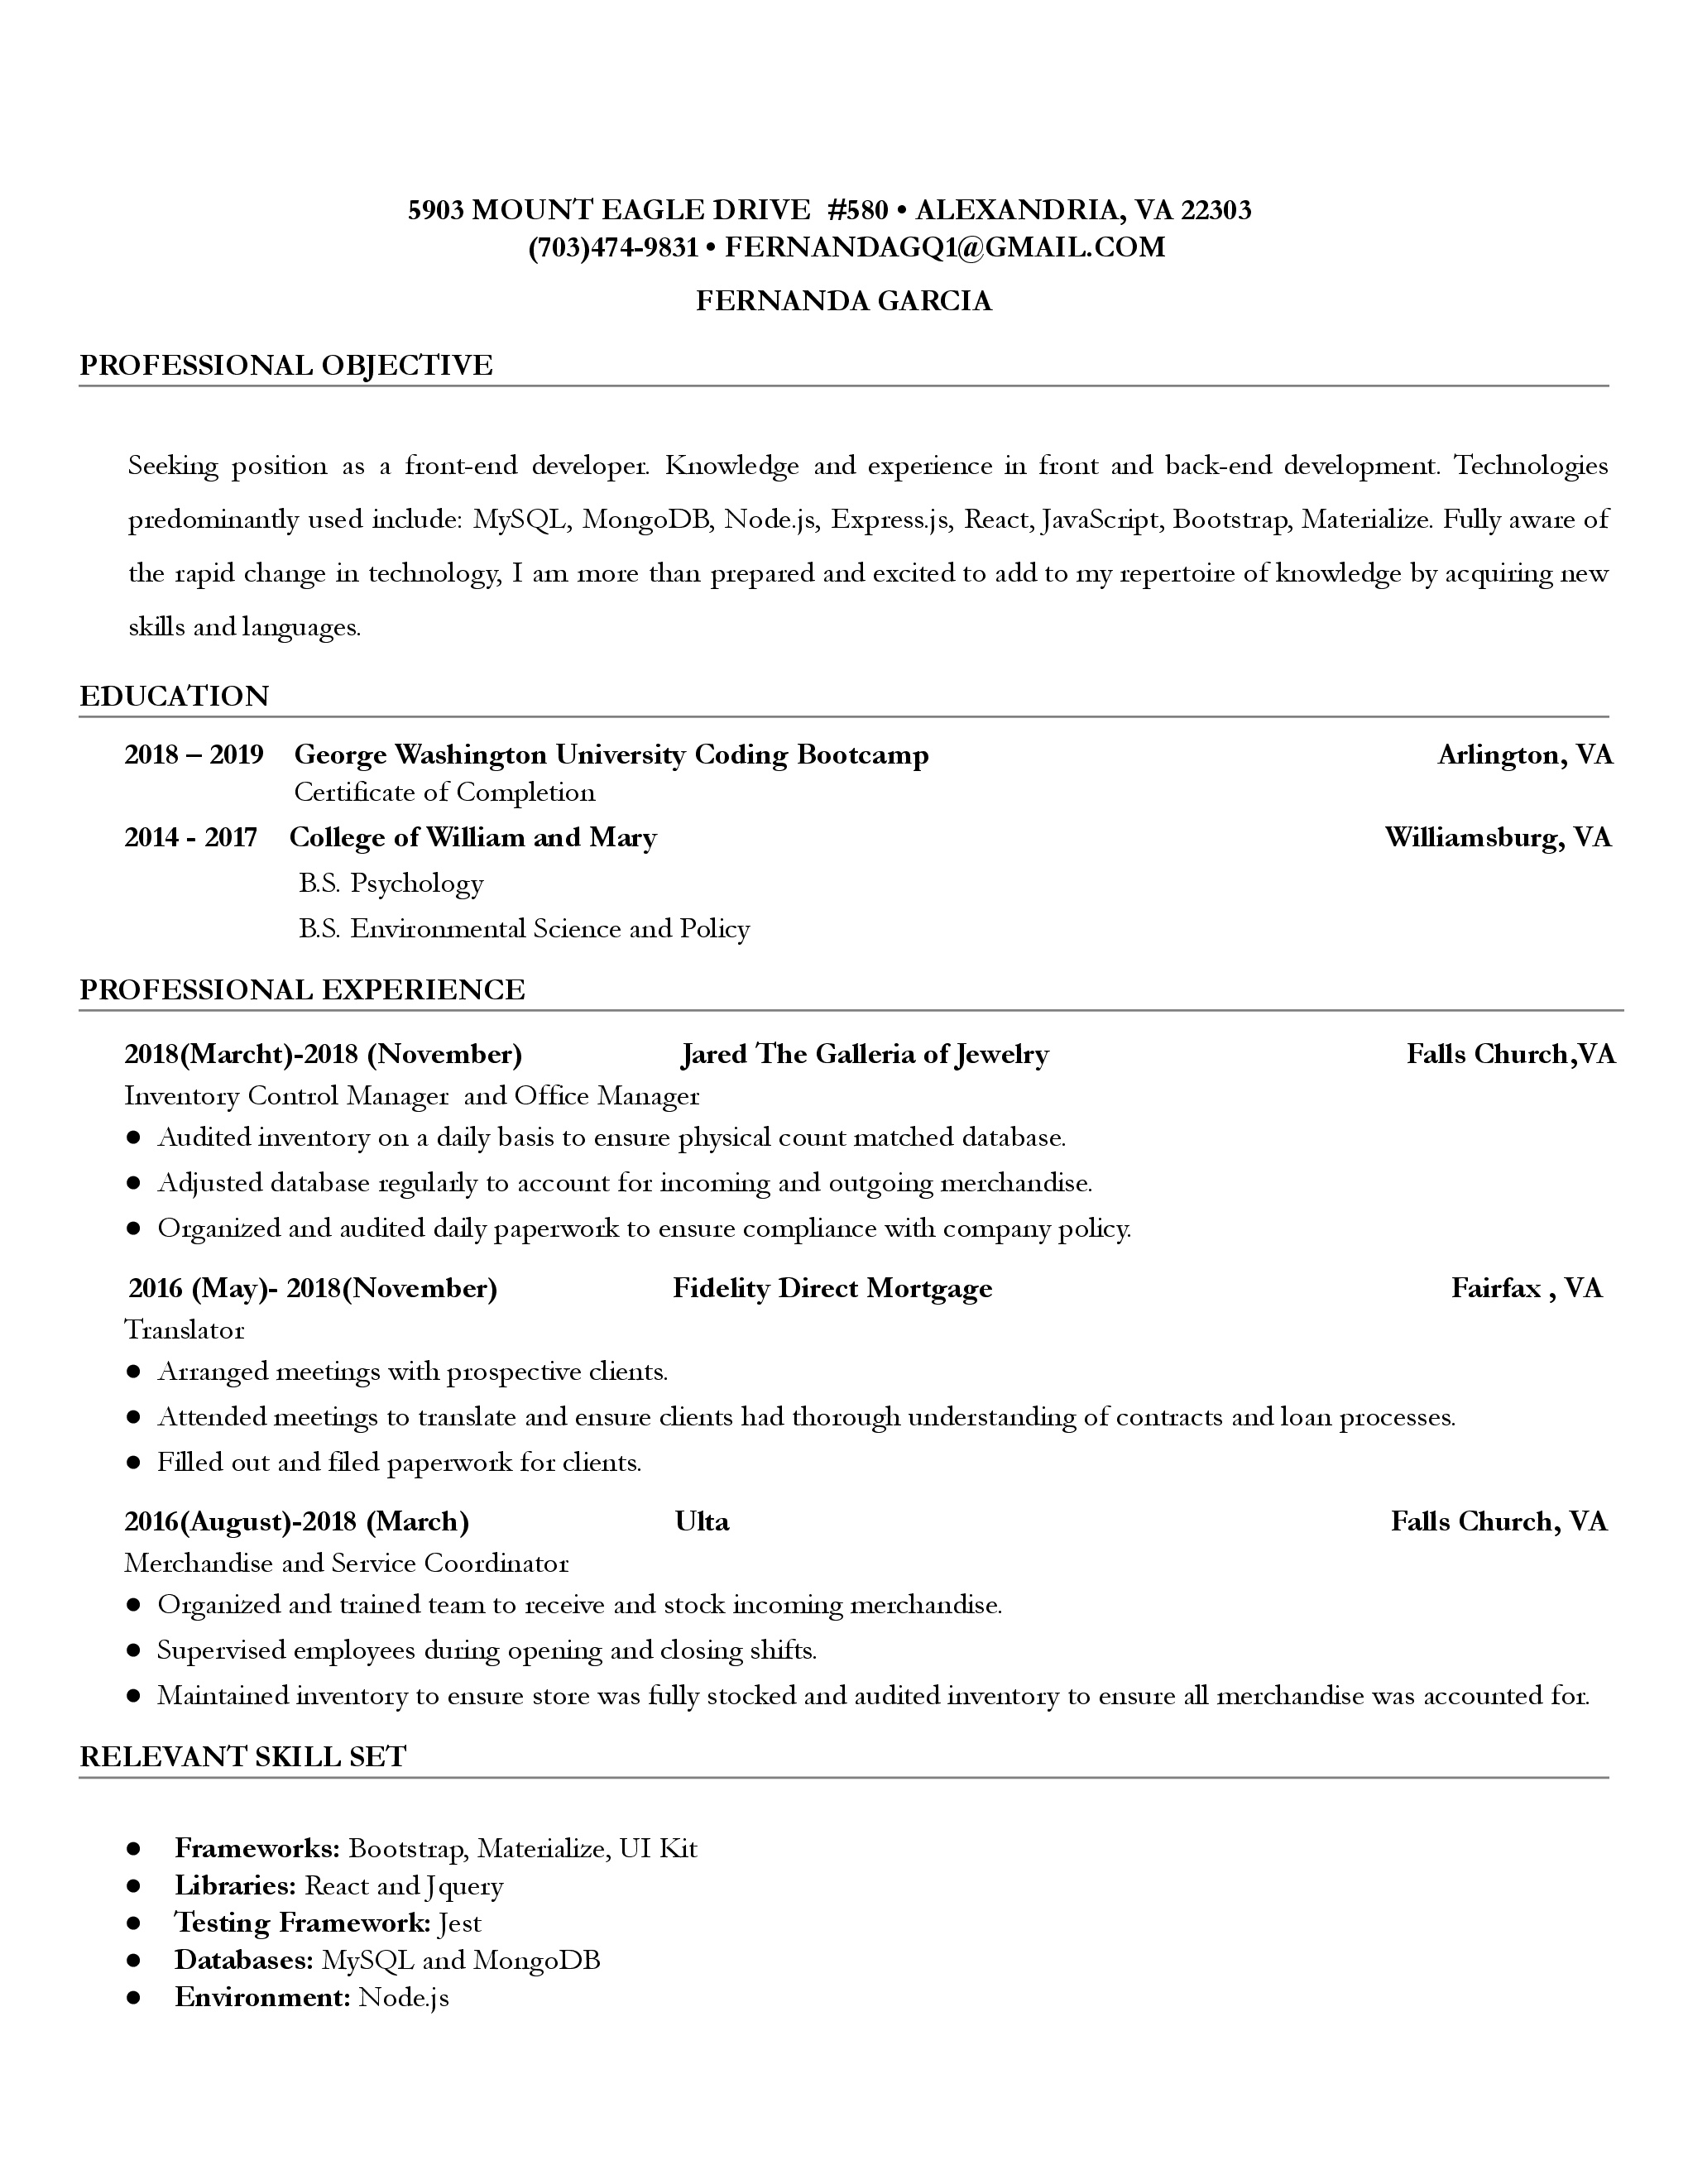 5903 MOUNT EAGLE DRIVE #580 • ALEXANDRIA, VA 22303
(703)474-9831 • FERNANDAGQ1@GMAIL.COM
FERNANDA GARCIA
PROFESSIONAL OBJECTIVE
Seeking position as a front-end developer. Knowledge and experience in front and back-end development. Technologies
predominantly used include: MySQL, MongoDB, Node.js, Express.js, React, JavaScript, Bootstrap, Materialize. Fully aware of
the rapid change in technology, I am more than prepared and excited to add to my repertoire of knowledge by acquiring new
skills and languages.
EDUCATION
2018 – 2019 George Washington University Coding Bootcamp Arlington, VA
Certificate of Completion
2014 - 2017 College of William and Mary Williamsburg, VA
B.S. Psychology
B.S. Environmental Science and Policy
PROFESSIONAL EXPERIENCE
2018(Marcht)-2018 (November) Jared The Galleria of Jewelry Falls Church,VA
Inventory Control Manager and Office Manager
● Audited inventory on a daily basis to ensure physical count matched database.
● Adjusted database regularly to account for incoming and outgoing merchandise.
● Organized and audited daily paperwork to ensure compliance with company policy.
2016 (May)- 2018(November) Fidelity Direct Mortgage Fairfax , VA
Translator
● Arranged meetings with prospective clients.
● Attended meetings to translate and ensure clients had thorough understanding of contracts and loan processes.
● Filled out and filed paperwork for clients.
2016(August)-2018 (March) Ulta Falls Church, VA
Merchandise and Service Coordinator
● Organized and trained team to receive and stock incoming merchandise.
● Supervised employees during opening and closing shifts.
● Maintained inventory to ensure store was fully stocked and audited inventory to ensure all merchandise was accounted for.
RELEVANT SKILL SET
● Frameworks: Bootstrap, Materialize, UI Kit
● Libraries: React and Jquery
● Testing Framework: Jest
● Databases: MySQL and MongoDB
● Environment: Node.js